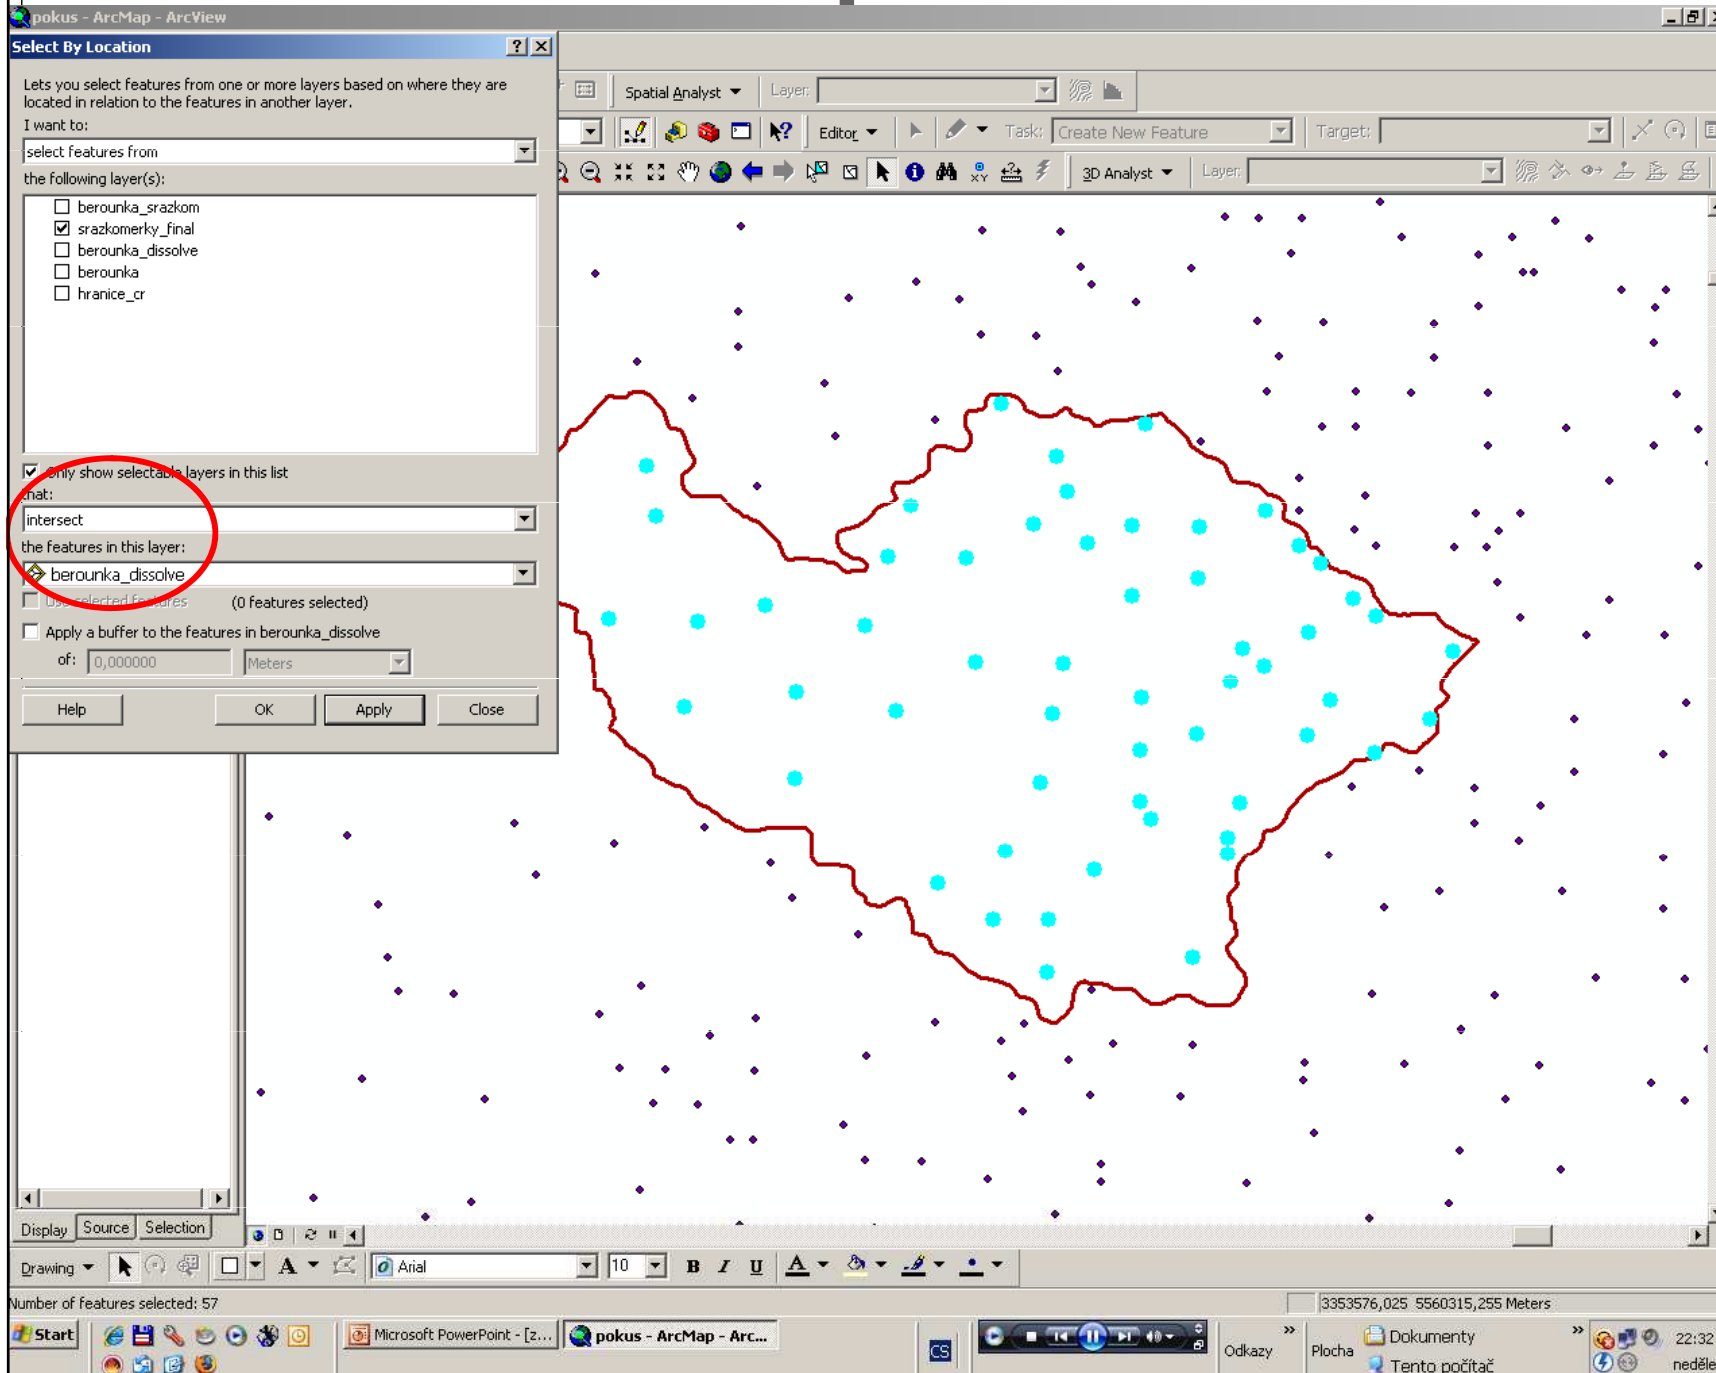 pokus - ArcMap - ArcView
Select By Location
Lets you select features from one or more layers based on where they are
located in relation to the features in another layer.
I want to:
select features from
the following layer(s):
berounka_srazkom
srazkomerky_final
berounka_dissolve
berounka
hranice_cr
Only show selectable layers in this list
that:
intersect
the features in this layer:
berounka_dissolve
Use selected features (0 features selected)
Apply a buffer to the features in berounka_dissolve
of: 0,000000 Meters
Help OK Apply Close
Spatial Analyst Layer:
Editor Task: Create New Feature Target:
3D Analyst Layer:
Display Source Selection
Drawing A Arial 10 B I U A
Number of features selected: 57
3353576,025 5560315,255 Meters
Start Microsoft PowerPoint - [z... pokus - ArcMap - Arc... CS Odkazy Plocha Dokumenty 22:32
Tento počítač neděle